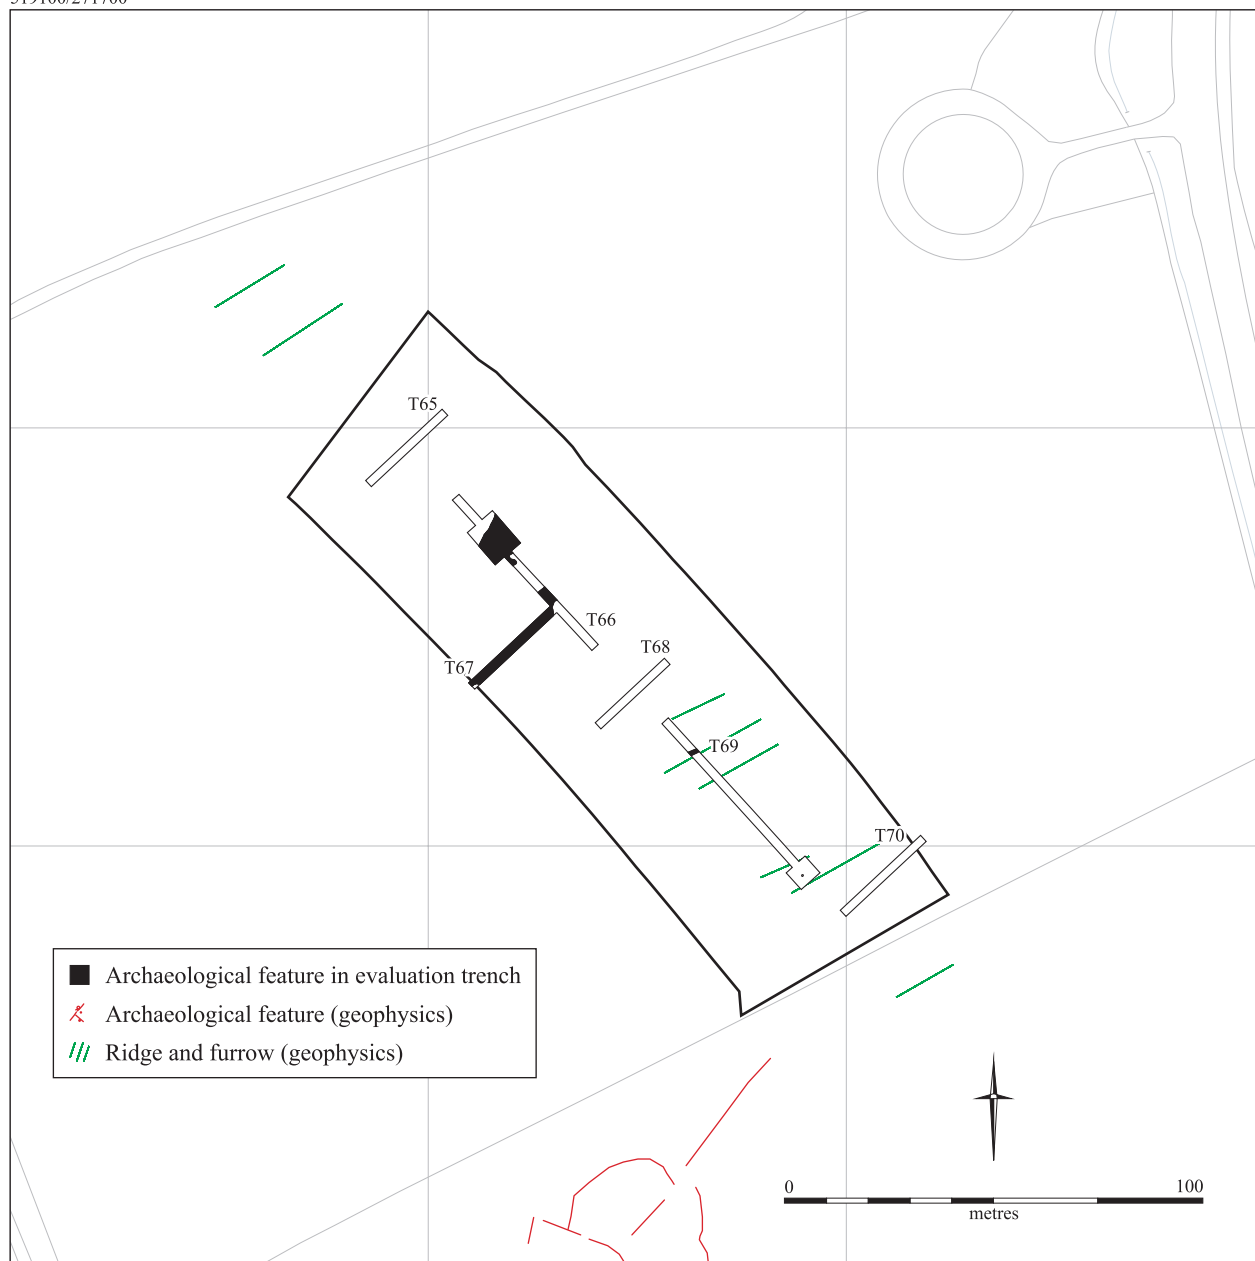 T65
T66
T68
T67
T69
T70
Archaeological feature in evaluation trench
Archaeological feature (geophysics)
Ridge and furrow (geophysics)
0 100
metres